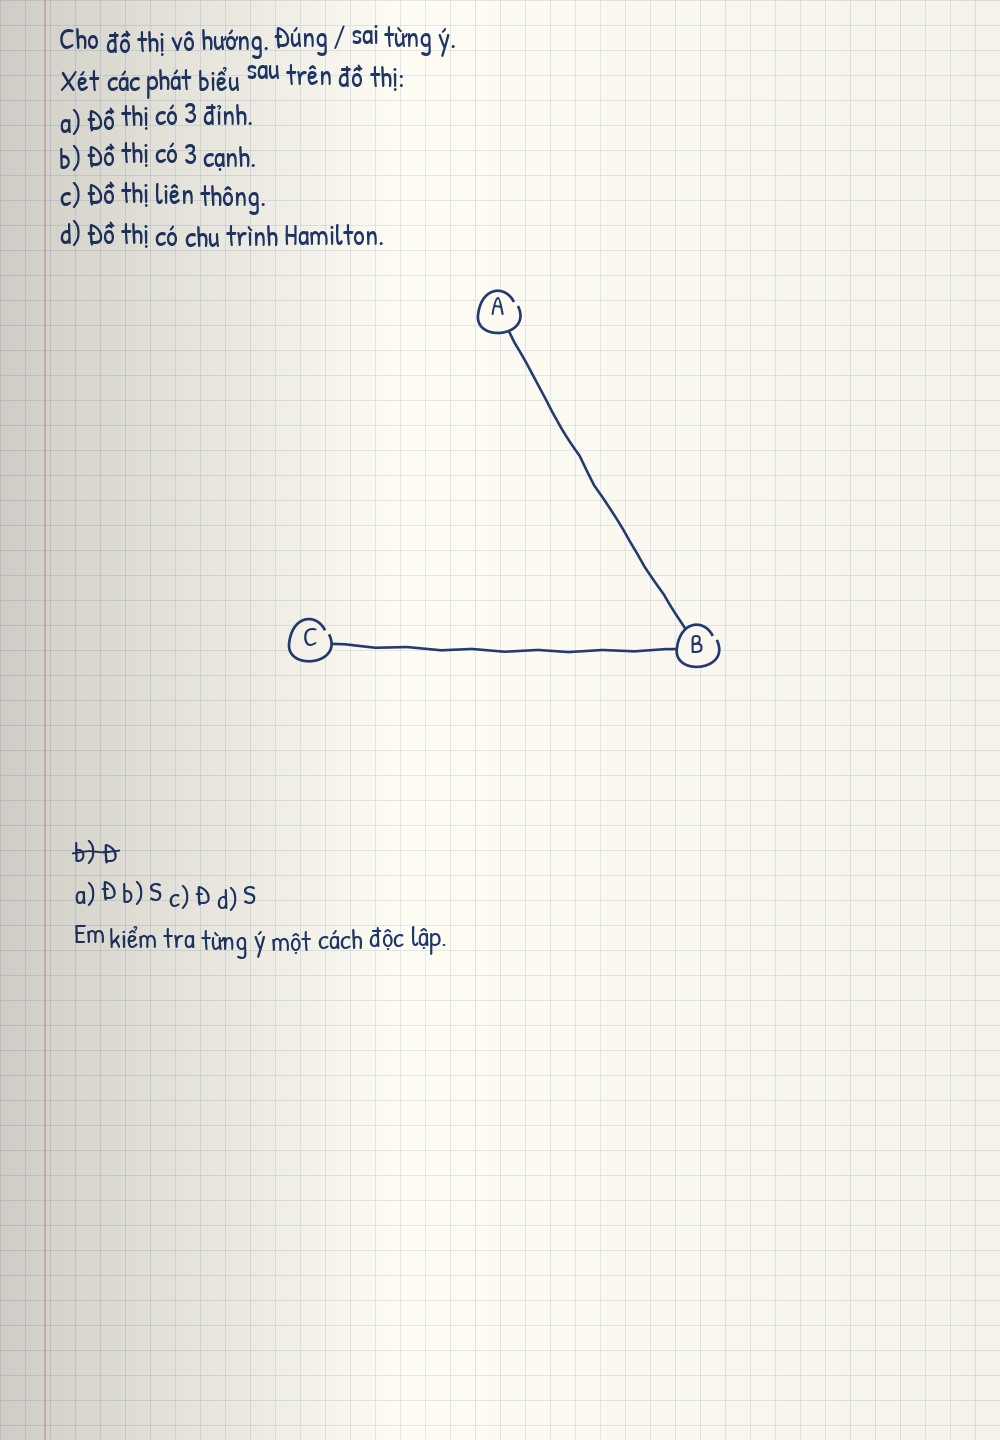 Cho đồ thị vô hướng. Đúng / sai từng ý.
Xét các phát biểu sau trên đồ thị:
a) Đồ thị có 3 đỉnh.
b) Đồ thị có 3 cạnh.
c) Đồ thị liên thông.
d) Đồ thị có chu trình Hamilton.
A
C
B
b) Đ
a) Đ b) S c) Đ d) S
Em kiểm tra từng ý một cách độc lập.